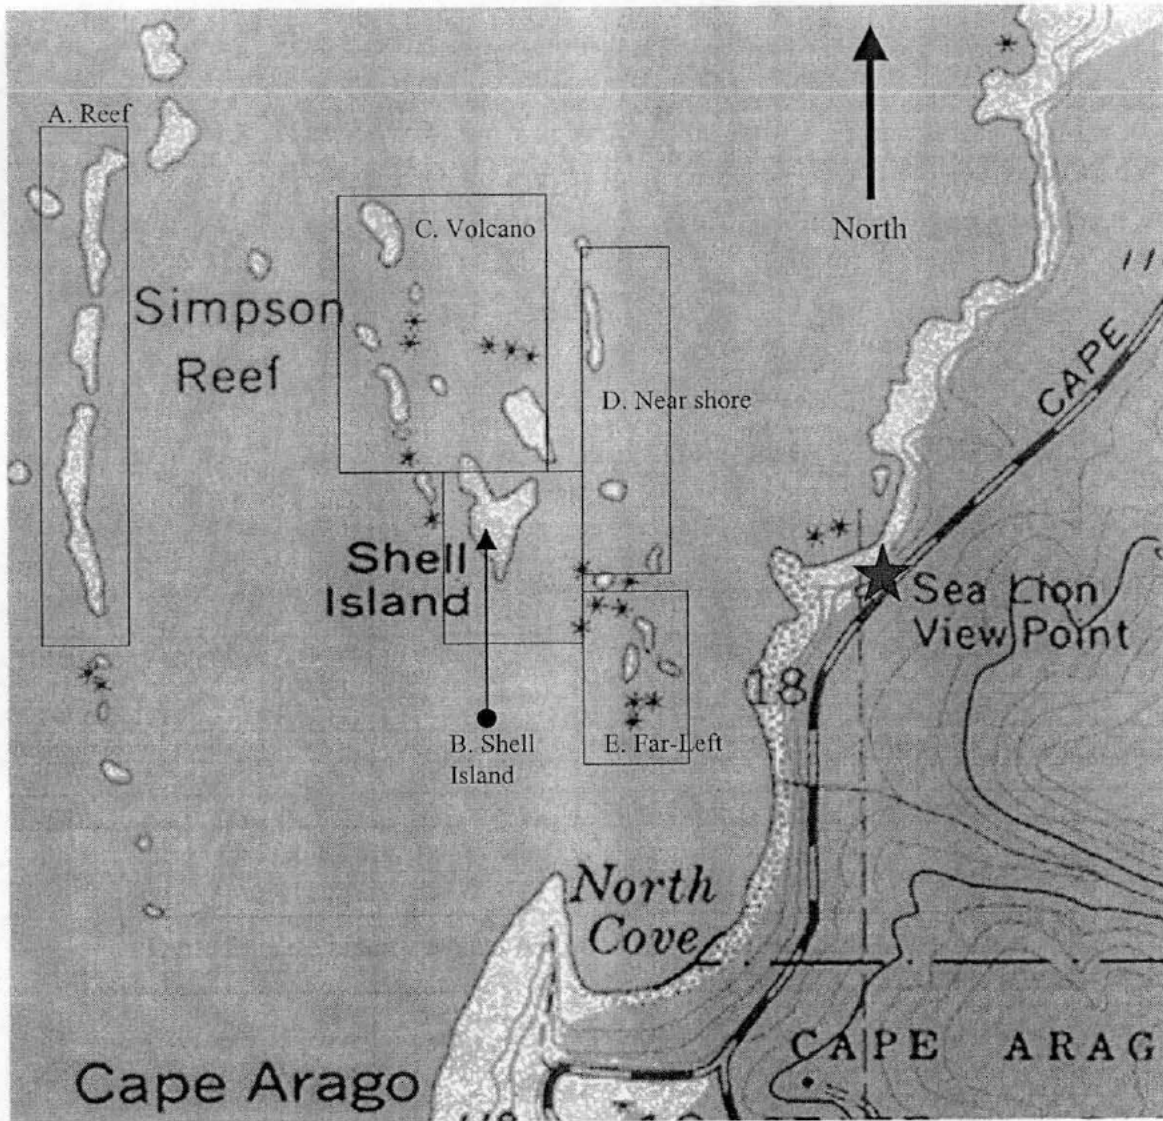 A. Reef
C. Volcano
North
Simpson
Reef
CAPE
D. Near shore
Shell
Island
Sea Lion
View Point
18
B. Shell
Island
E. Far-Left
North
Cove
CAPE ARAG
Cape Arago